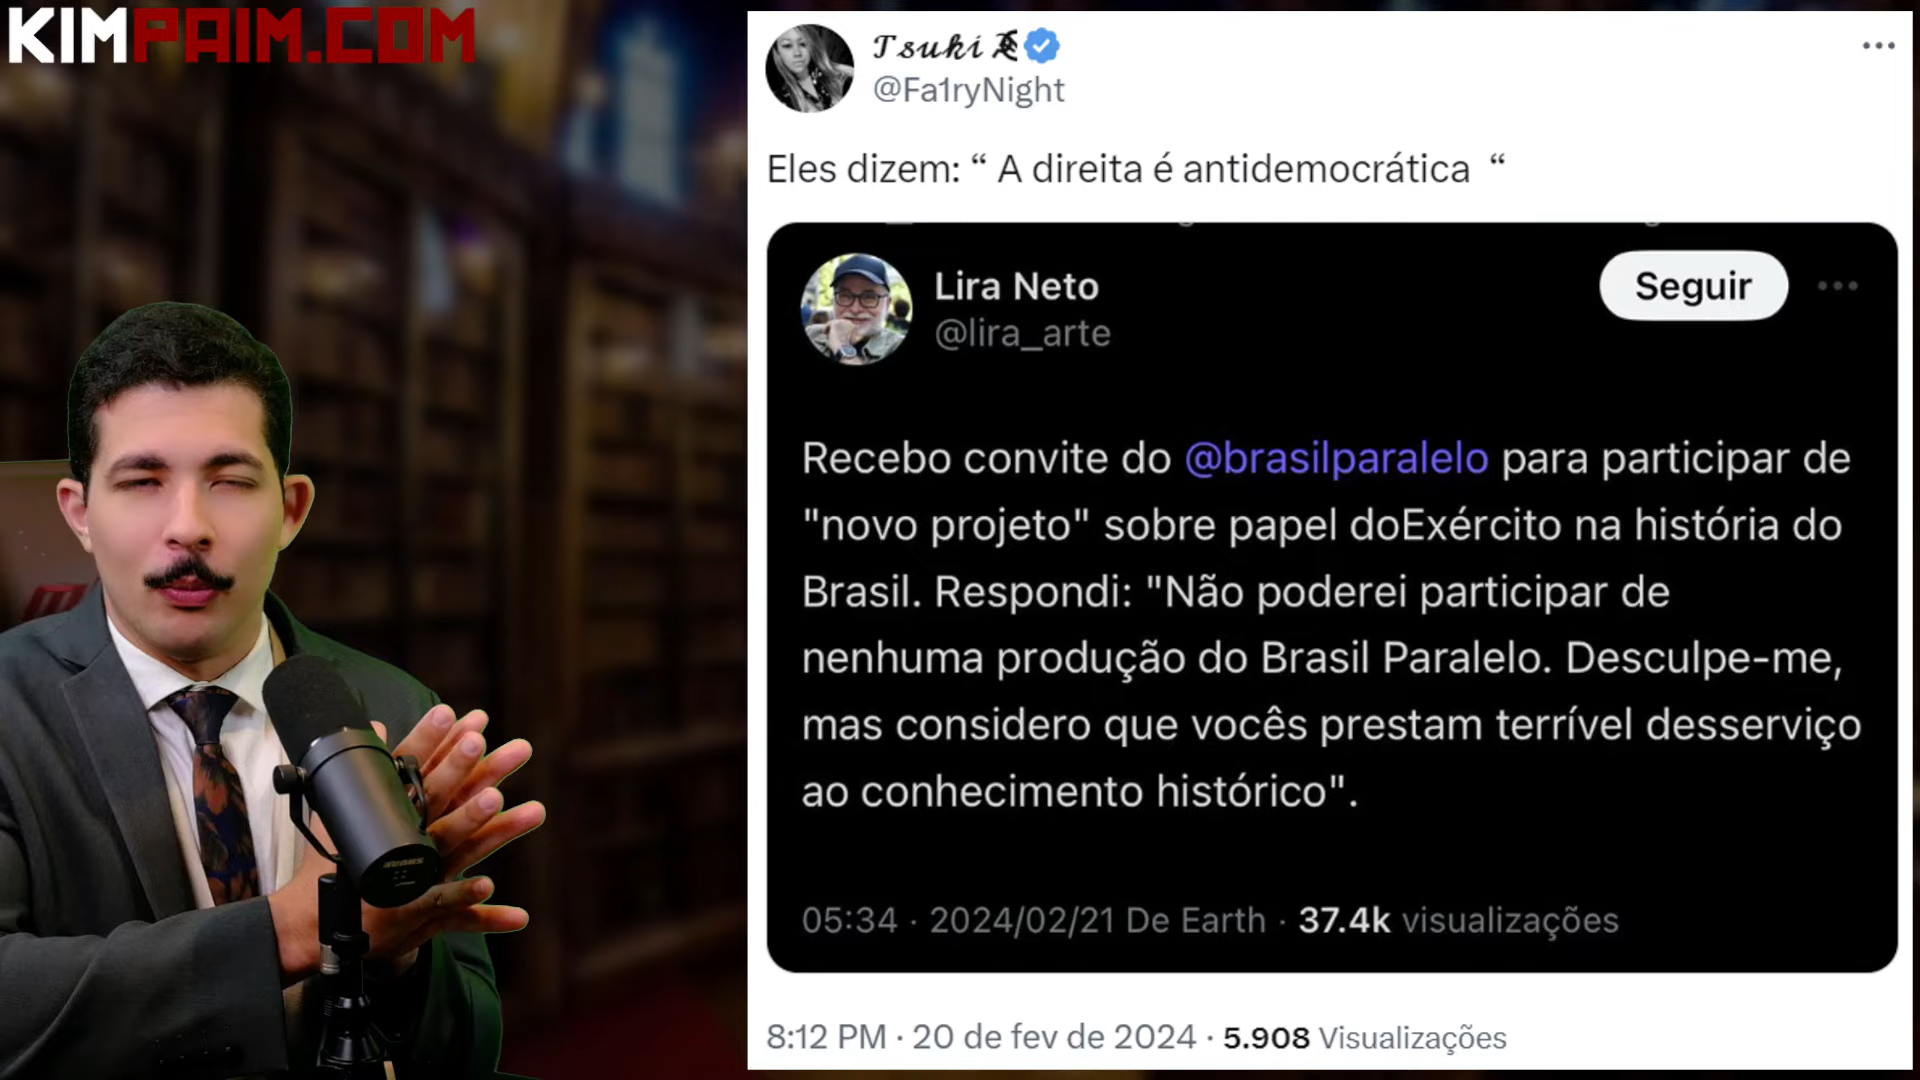 KIMPAIM.COM
Tsuki
@Fa1ryNight
Eles dizem: “ A direita é antidemocrática “
Lira Neto
@lira_arte
Seguir
Recebo convite do @brasilparalelo para participar de
"novo projeto" sobre papel doExército na história do
Brasil. Respondi: "Não poderei participar de
nenhuma produção do Brasil Paralelo. Desculpe-me,
mas considero que vocês prestam terrível desserviço
ao conhecimento histórico".
05:34 · 2024/02/21 De Earth · 37.4k visualizações
8:12 PM · 20 de fev de 2024 · 5.908 Visualizações